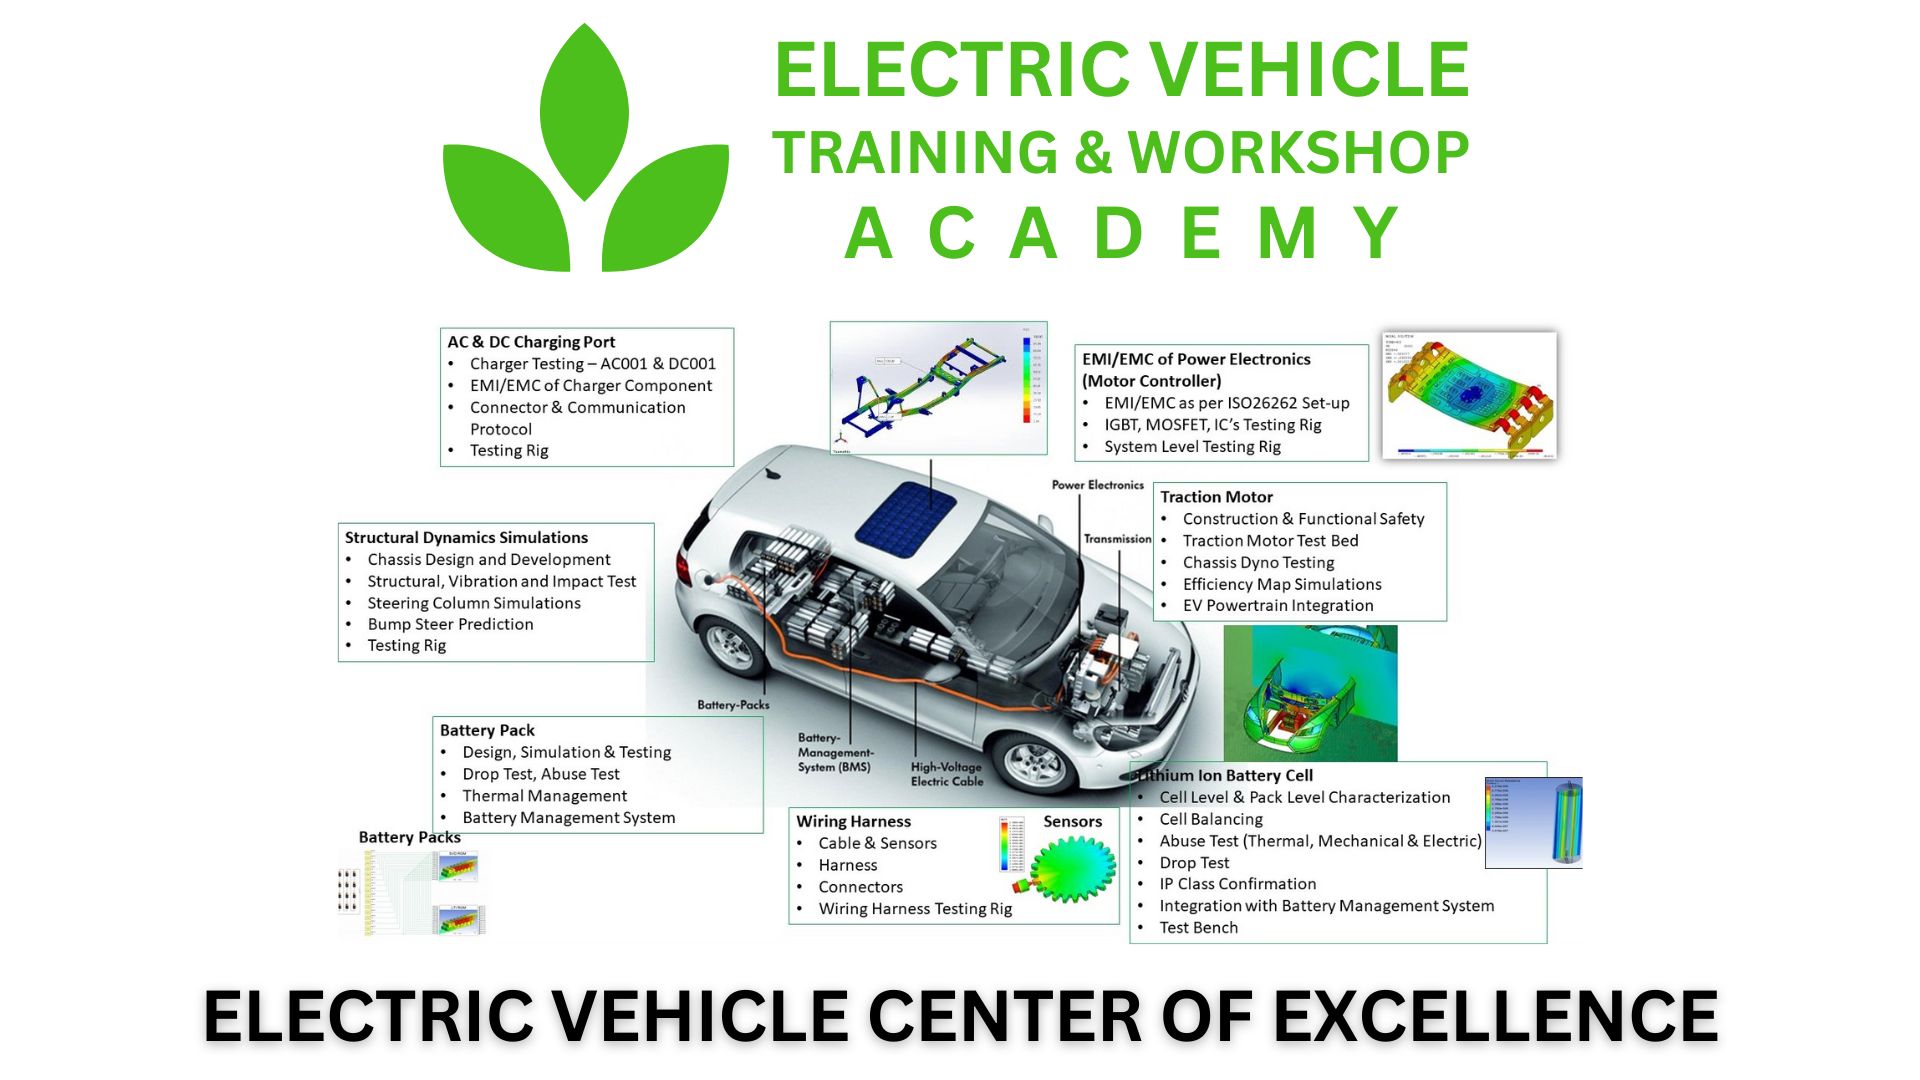 ELECTRIC VEHICLE
TRAINING & WORKSHOP
ACADEMY
AC & DC Charging Port
• Charger Testing – AC001 & DC001
• EMI/EMC of Charger Component
• Connector & Communication
Protocol
• Testing Rig
EMI/EMC of Power Electronics
(Motor Controller)
• EMI/EMC as per ISO26262 Set-up
• IGBT, MOSFET, IC's Testing Rig
• System Level Testing Rig
Power Electronics
Transmission
Traction Motor
• Construction & Functional Safety
• Traction Motor Test Bed
• Chassis Dyno Testing
• Efficiency Map Simulations
• EV Powertrain Integration
Structural Dynamics Simulations
• Chassis Design and Development
• Structural, Vibration and Impact Test
• Steering Column Simulations
• Bump Steer Prediction
• Testing Rig
Battery-Packs
Battery-
Management-
System (BMS)
High-Voltage
Electric Cable
Battery Pack
• Design, Simulation & Testing
• Drop Test, Abuse Test
• Thermal Management
• Battery Management System
Battery Packs
Wiring Harness
• Cable & Sensors
• Harness
• Connectors
• Wiring Harness Testing Rig
Sensors
Lithium Ion Battery Cell
• Cell Level & Pack Level Characterization
• Cell Balancing
• Abuse Test (Thermal, Mechanical & Electric)
• Drop Test
• IP Class Confirmation
• Integration with Battery Management System
• Test Bench
ELECTRIC VEHICLE CENTER OF EXCELLENCE